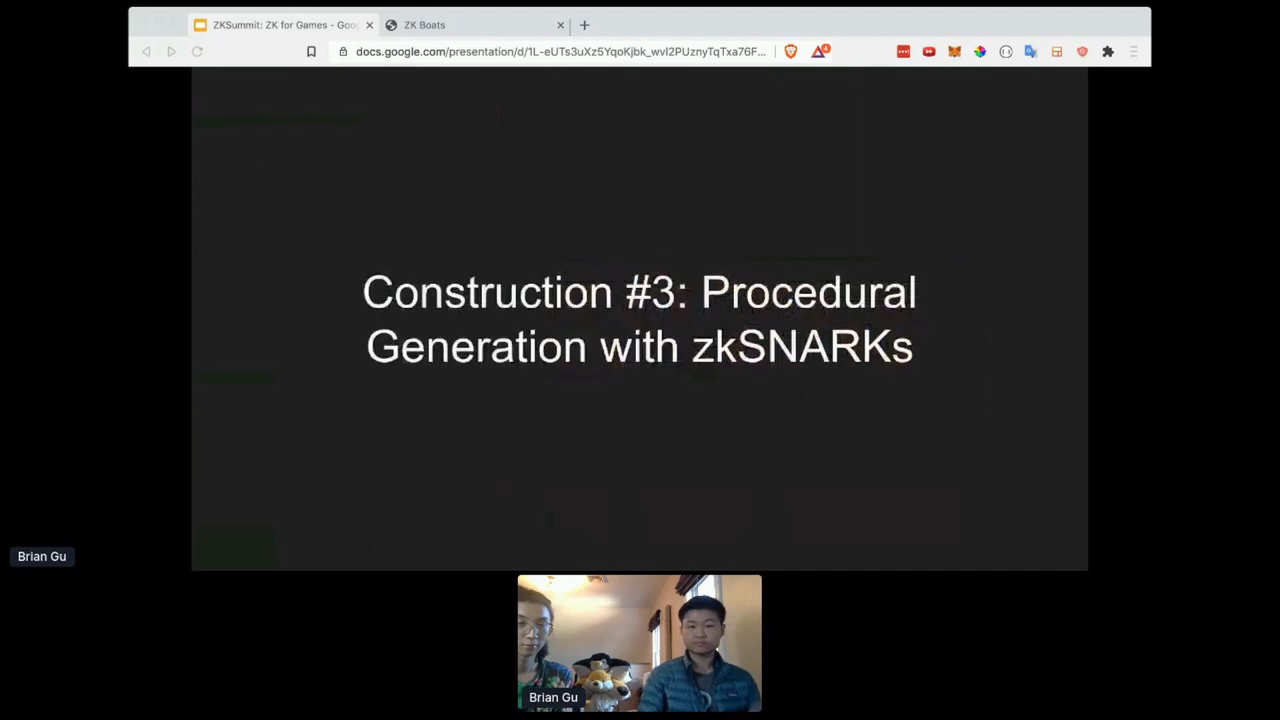 ZKSummit: ZK for Games - Goo
ZK Boats
docs.google.com/presentation/d/1L-eUTs3uXz5YqoKjbk_wvI2PUznyTqTxa76F...
4
Construction #3: Procedural
Generation with zkSNARKs
Brian Gu
Brian Gu